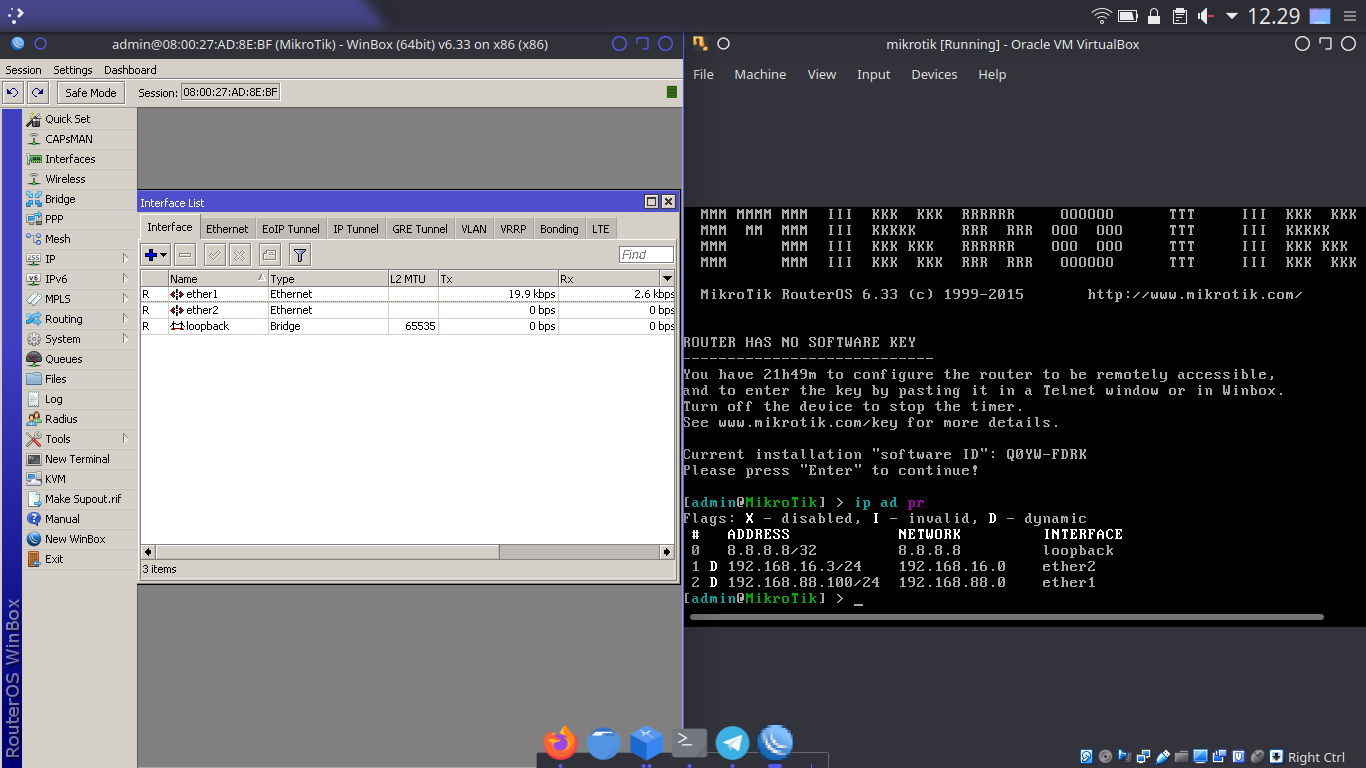 12.29
admin@08:00:27:AD:8E:BF (MikroTik) - WinBox (64bit) v6.33 on x86 (x86)
Session Settings Dashboard
Safe Mode Session: 08:00:27:AD:8E:BF
Quick Set
CAPsMAN
Interfaces
Wireless
Bridge
PPP
Mesh
IP
IPv6
MPLS
Routing
System
Queues
Files
Log
Radius
Tools
New Terminal
KVM
Make Supout.rif
Manual
New WinBox
Exit
RouterOS WinBox
Interface List
Interface Ethernet EoIP Tunnel IP Tunnel GRE Tunnel VLAN VRRP Bonding LTE
Find
Name Type L2 MTU Tx Rx
R ether1 Ethernet 19.9 kbps 2.6 kbps
R ether2 Ethernet 0 bps 0 bps
R loopback Bridge 65535 0 bps 0 bps
3 items
mikrotik [Running] - Oracle VM VirtualBox
File Machine View Input Devices Help
MMM MMMM MMM III KKK KKK RRRRRR OOOOOO TTT III KKK KKK
MMM MM MMM III KKKKK RRR RRR OOO OOO TTT III KKKKK
MMM MMM III KKK KKK RRRRRR OOO OOO TTT III KKK KKK
MMM MMM III KKK KKK RRR RRR OOOOOO TTT III KKK KKK
MikroTik RouterOS 6.33 (c) 1999-2015 http://www.mikrotik.com/
ROUTER HAS NO SOFTWARE KEY
----------------------------
You have 21h49m to configure the router to be remotely accessible,
and to enter the key by pasting it in a Telnet window or in Winbox.
Turn off the device to stop the timer.
See www.mikrotik.com/key for more details.
Current installation "software ID": Q0YW-FDRK
Please press "Enter" to continue!
[admin@MikroTik] > ip ad pr
Flags: X - disabled, I - invalid, D - dynamic
# ADDRESS NETWORK INTERFACE
0 8.8.8.8/32 8.8.8.8 loopback
1 D 192.168.16.3/24 192.168.16.0 ether2
2 D 192.168.88.100/24 192.168.88.0 ether1
[admin@MikroTik] > _
Right Ctrl